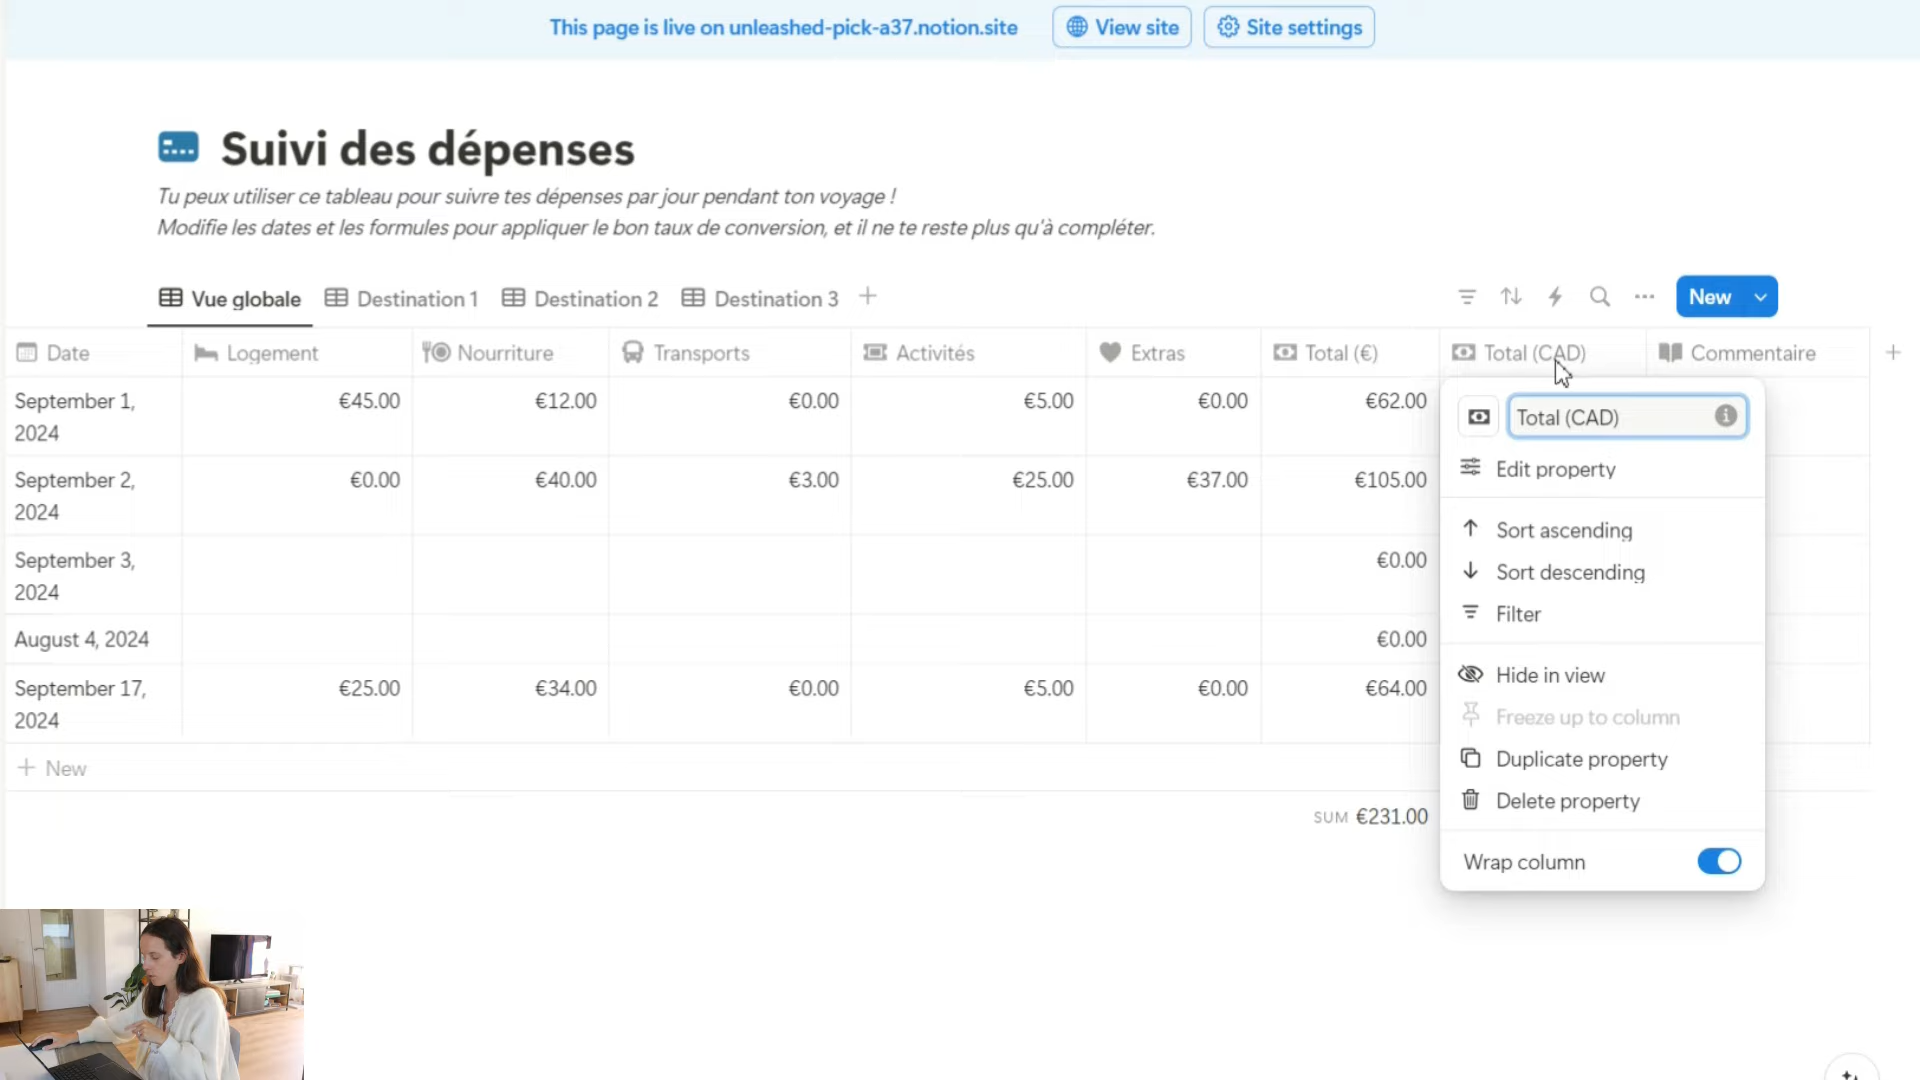 This page is live on unleashed-pick-a37.notion.site View site Site settings
Suivi des dépenses
Tu peux utiliser ce tableau pour suivre tes dépenses par jour pendant ton voyage !
Modifie les dates et les formules pour appliquer le bon taux de conversion, et il ne te reste plus qu'à compléter.
Vue globale Destination 1 Destination 2 Destination 3 New
Date Logement Nourriture Transports Activités Extras Total (€) Total (CAD) Commentaire
September 1, 2024 €45.00 €12.00 €0.00 €5.00 €0.00 €62.00
September 2, 2024 €0.00 €40.00 €3.00 €25.00 €37.00 €105.00
September 3, 2024 €0.00
August 4, 2024 €0.00
September 17, 2024 €25.00 €34.00 €0.00 €5.00 €0.00 €64.00
New
SUM €231.00
Total (CAD)
Edit property
Sort ascending
Sort descending
Filter
Hide in view
Freeze up to column
Duplicate property
Delete property
Wrap column